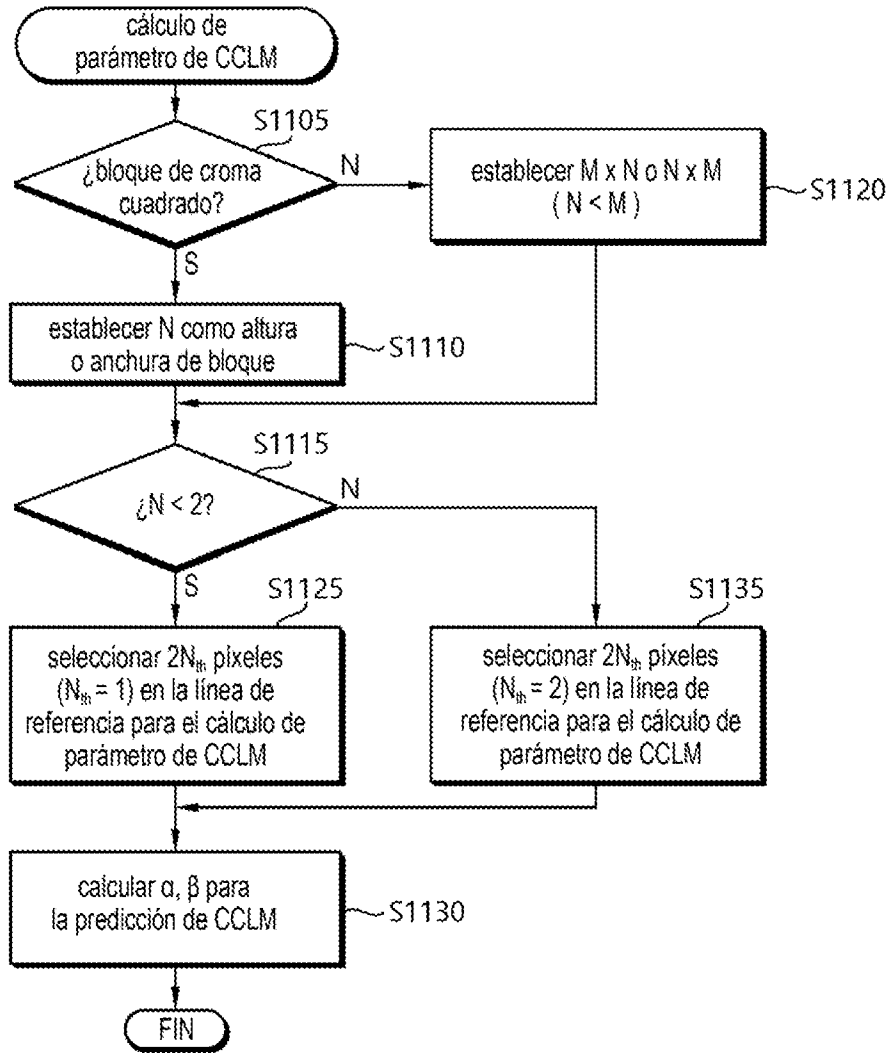 cálculo de
parámetro de CCLM
S1105
¿bloque de croma
cuadrado?
N
establecer M x N o N x M
( N < M )
S1120
S
establecer N como altura
o anchura de bloque
S1110
S1115
¿N < 2?
N
S
S1125
seleccionar 2Nth píxeles
(Nth = 1) en la línea de
referencia para el cálculo de
parámetro de CCLM
S1135
seleccionar 2Nth píxeles
(Nth = 2) en la línea de
referencia para el cálculo de
parámetro de CCLM
calcular α, β para
la predicción de CCLM
S1130
FIN